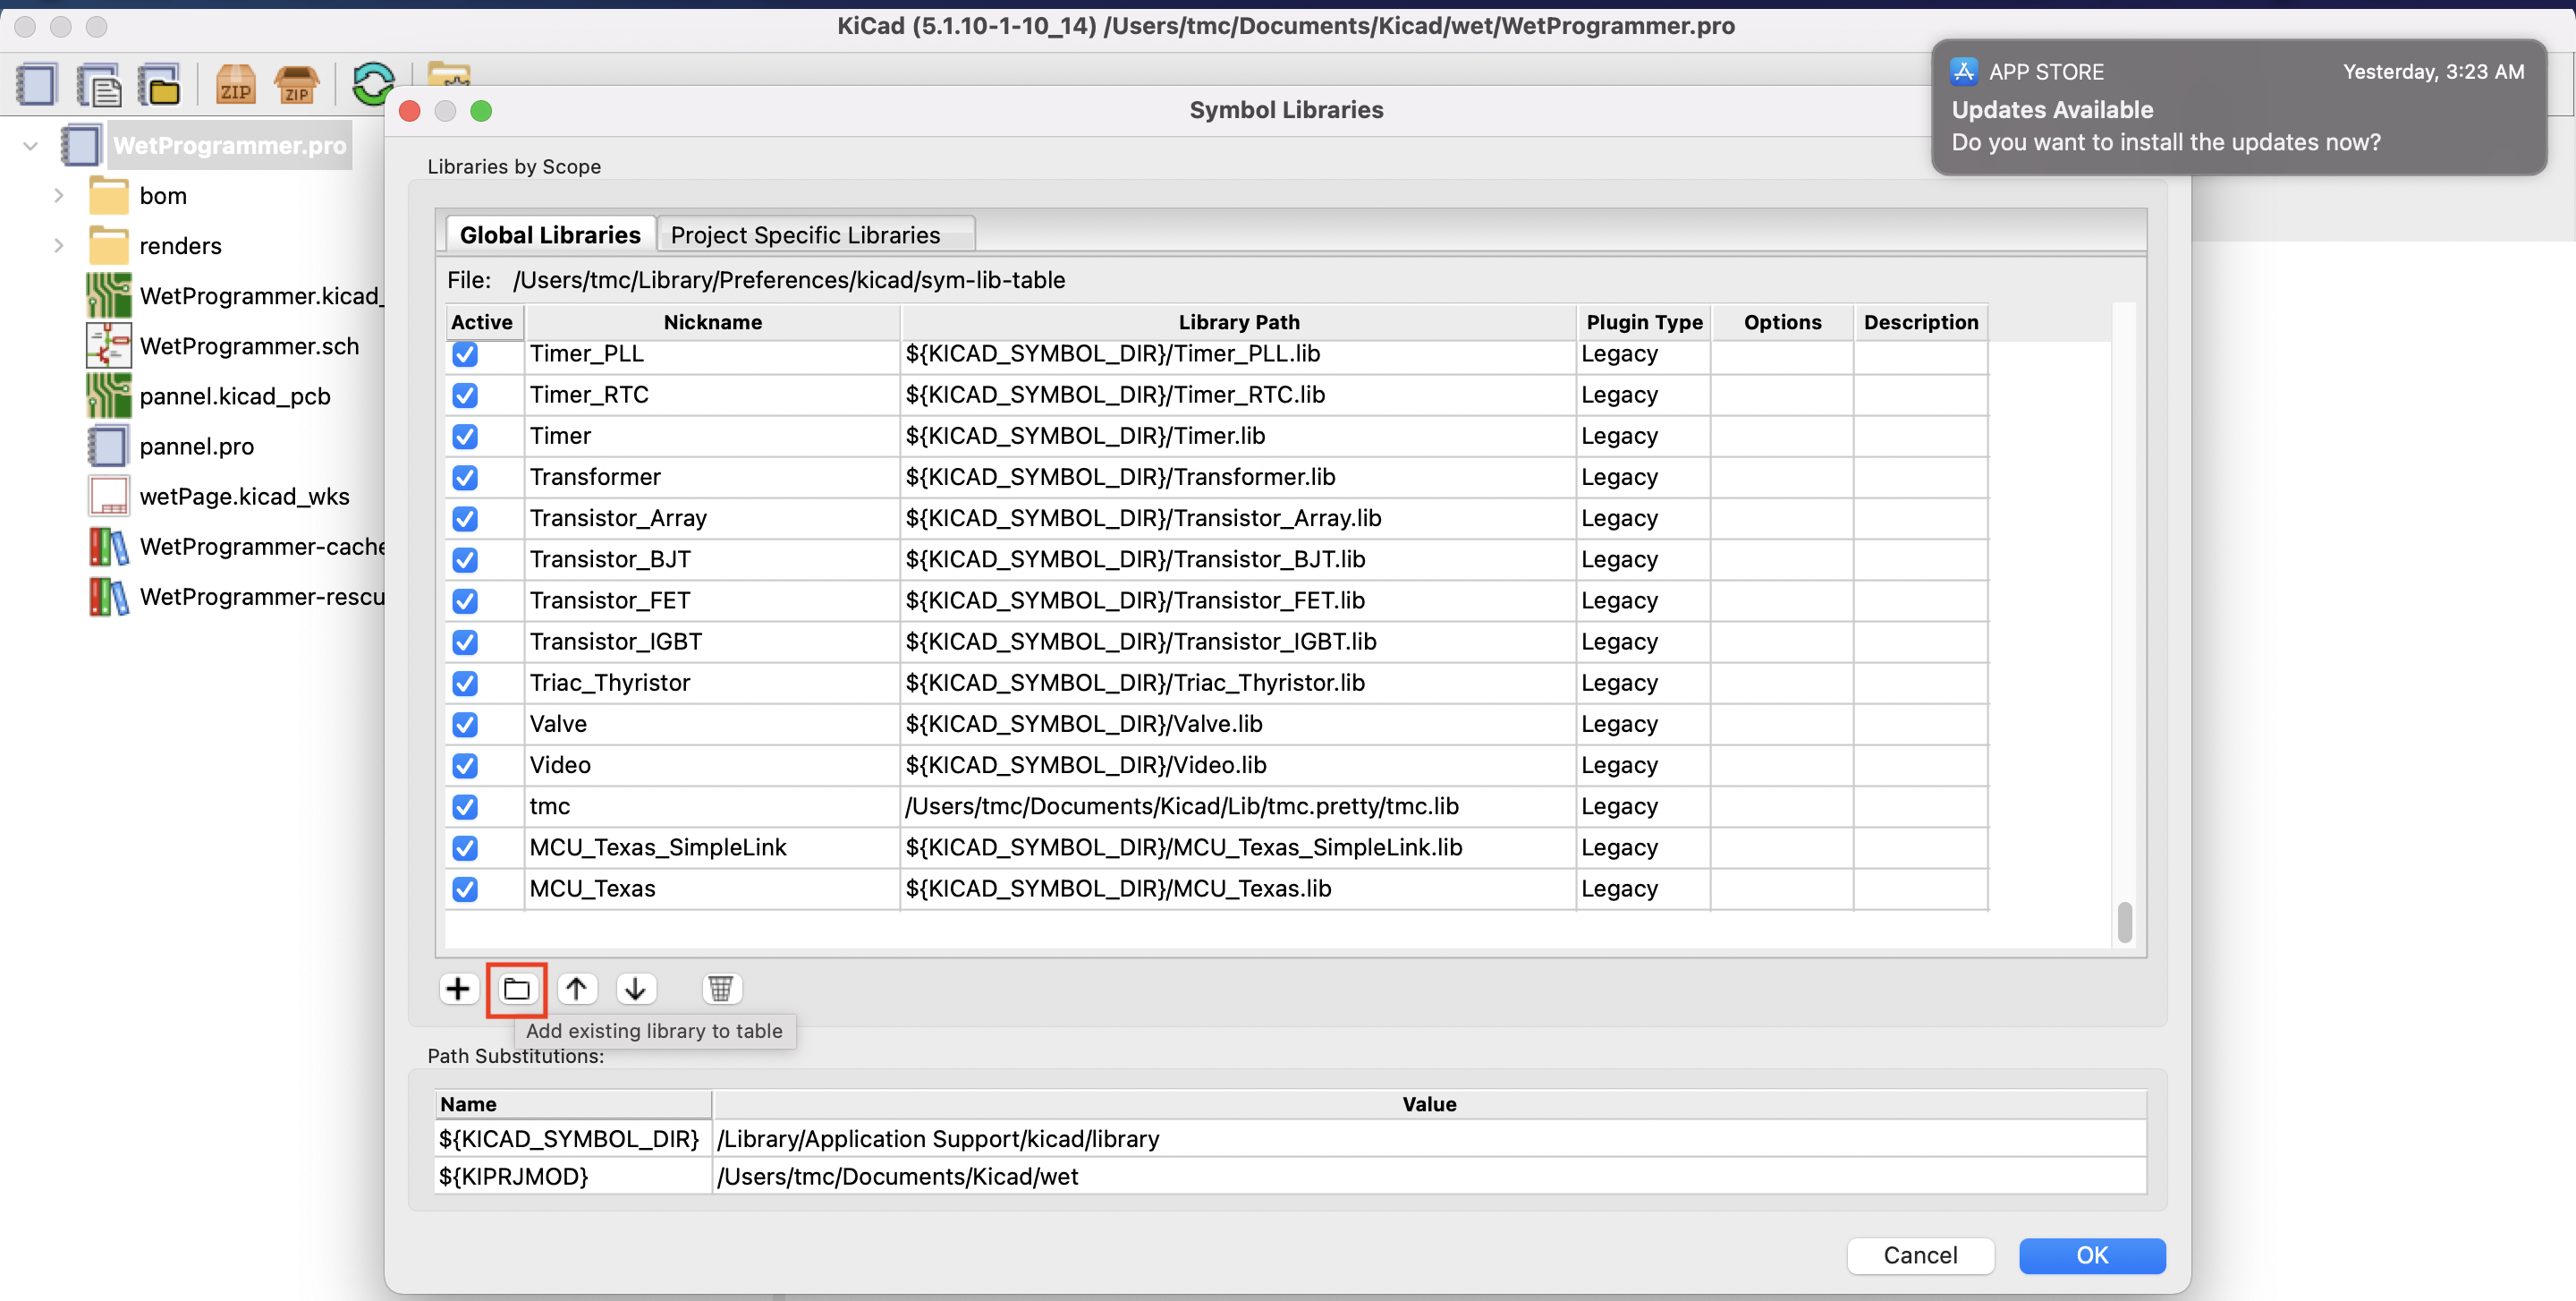 KiCad (5.1.10-1-10_14) /Users/tmc/Documents/Kicad/wet/WetProgrammer.pro
APP STORE Yesterday, 3:23 AM
Updates Available
Do you want to install the updates now?
ZIP ZIP
WetProgrammer.pro
bom
renders
WetProgrammer.kicad_
WetProgrammer.sch
pannel.kicad_pcb
pannel.pro
wetPage.kicad_wks
WetProgrammer-cache
WetProgrammer-rescu
Symbol Libraries
Libraries by Scope
Global Libraries Project Specific Libraries
File: /Users/tmc/Library/Preferences/kicad/sym-lib-table
Active Nickname Library Path Plugin Type Options Description
Timer_PLL ${KICAD_SYMBOL_DIR}/Timer_PLL.lib Legacy
Timer_RTC ${KICAD_SYMBOL_DIR}/Timer_RTC.lib Legacy
Timer ${KICAD_SYMBOL_DIR}/Timer.lib Legacy
Transformer ${KICAD_SYMBOL_DIR}/Transformer.lib Legacy
Transistor_Array ${KICAD_SYMBOL_DIR}/Transistor_Array.lib Legacy
Transistor_BJT ${KICAD_SYMBOL_DIR}/Transistor_BJT.lib Legacy
Transistor_FET ${KICAD_SYMBOL_DIR}/Transistor_FET.lib Legacy
Transistor_IGBT ${KICAD_SYMBOL_DIR}/Transistor_IGBT.lib Legacy
Triac_Thyristor ${KICAD_SYMBOL_DIR}/Triac_Thyristor.lib Legacy
Valve ${KICAD_SYMBOL_DIR}/Valve.lib Legacy
Video ${KICAD_SYMBOL_DIR}/Video.lib Legacy
tmc /Users/tmc/Documents/Kicad/Lib/tmc.pretty/tmc.lib Legacy
MCU_Texas_SimpleLink ${KICAD_SYMBOL_DIR}/MCU_Texas_SimpleLink.lib Legacy
MCU_Texas ${KICAD_SYMBOL_DIR}/MCU_Texas.lib Legacy
Add existing library to table
Path Substitutions:
Name Value
${KICAD_SYMBOL_DIR} /Library/Application Support/kicad/library
${KIPRJMOD} /Users/tmc/Documents/Kicad/wet
Cancel OK